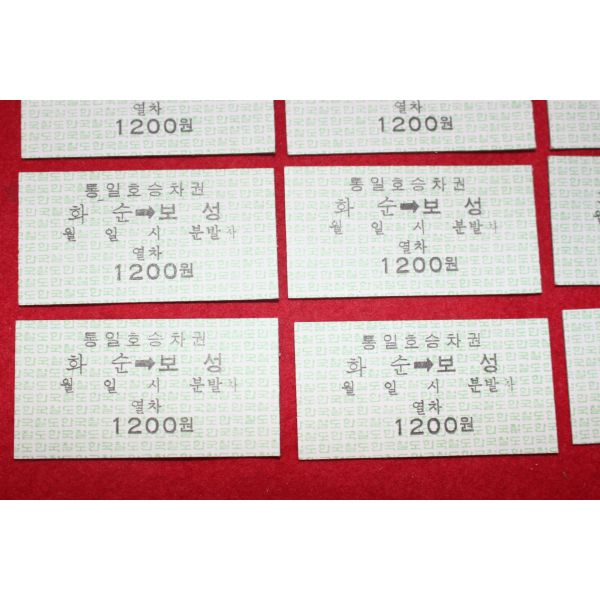 열차
1200원
열차
1200원
통일호승차권
화 순➡보 성
월 일 시 분발차
열차
1200원
통일호승차권
화 순➡보 성
월 일 시 분발차
열차
1200원
통일호승차권
화 순➡보 성
월 일 시 분발차
열차
1200원
통일호승차권
화 순➡보 성
월 일 시 분발차
열차
1200원